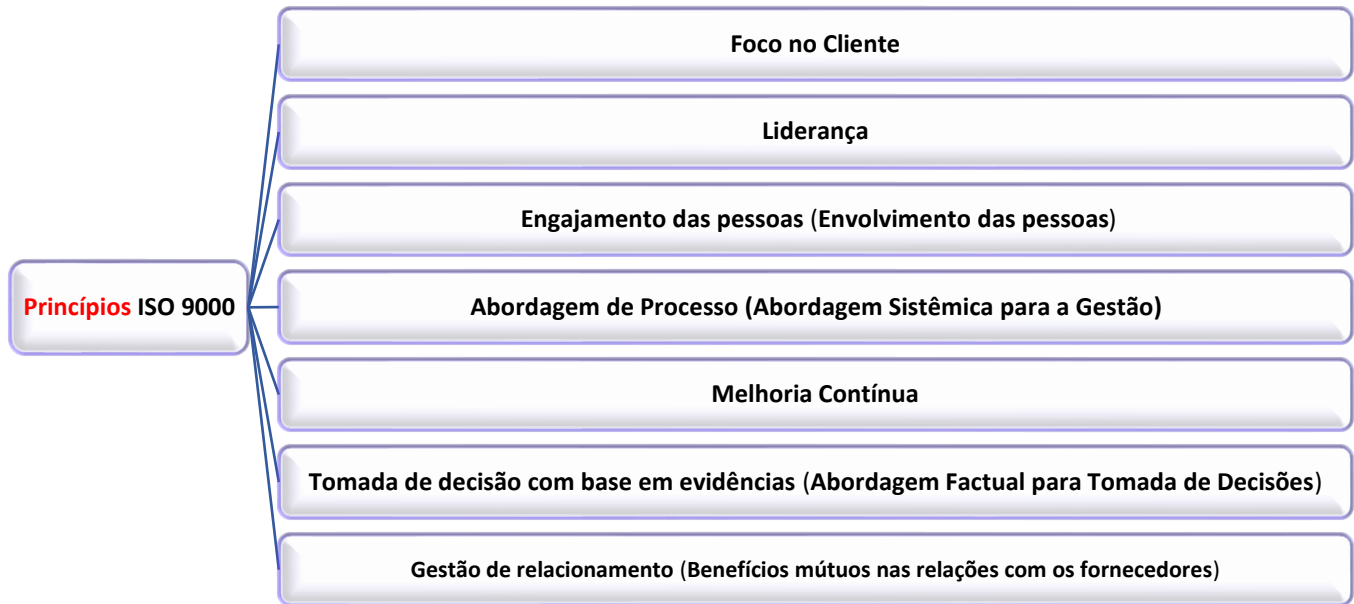 Foco no Cliente
Liderança
Engajamento das pessoas (Envolvimento das pessoas)
Princípios ISO 9000
Abordagem de Processo (Abordagem Sistêmica para a Gestão)
Melhoria Contínua
Tomada de decisão com base em evidências (Abordagem Factual para Tomada de Decisões)
Gestão de relacionamento (Benefícios mútuos nas relações com os fornecedores)